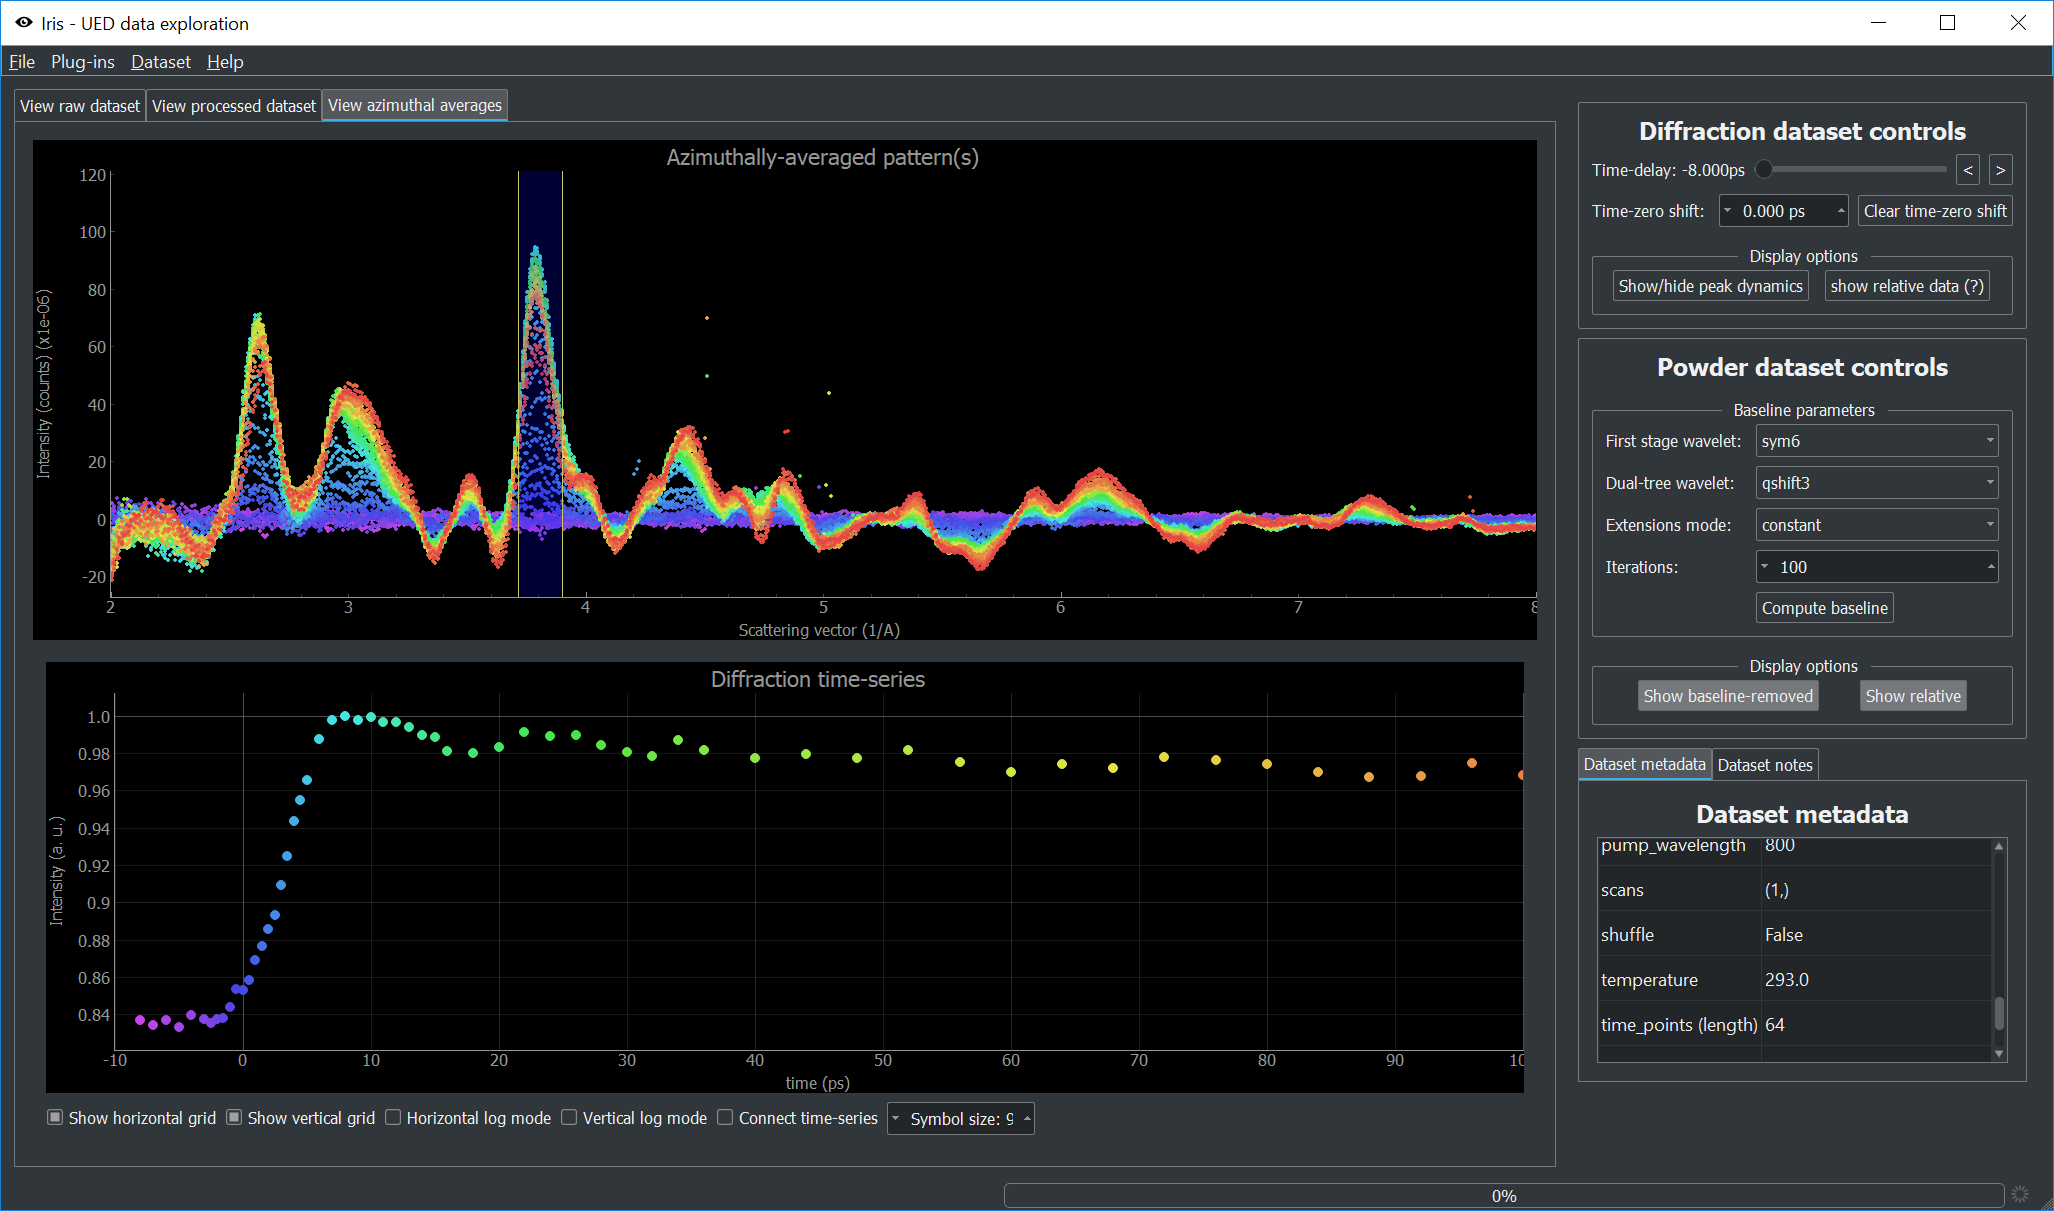 Iris - UED data exploration
File Plug-ins Dataset Help
View raw dataset View processed dataset View azimuthal averages
Azimuthally-averaged pattern(s)
120
100
80
60
40
20
0
-20
Intensity (counts) (x1e-06)
2 3 4 5 6 7 8
Scattering vector (1/A)
Diffraction time-series
1.0
0.98
0.96
0.94
0.92
0.9
0.88
0.86
0.84
Intensity (a. u.)
-10 0 10 20 30 40 50 60 70 80 90 10
time (ps)
Show horizontal grid Show vertical grid Horizontal log mode Vertical log mode Connect time-series Symbol size: 9
Diffraction dataset controls
Time-delay: -8.000ps < >
Time-zero shift: 0.000 ps Clear time-zero shift
Display options
Show/hide peak dynamics show relative data (?)
Powder dataset controls
Baseline parameters
First stage wavelet: sym6
Dual-tree wavelet: qshift3
Extensions mode: constant
Iterations: 100
Compute baseline
Display options
Show baseline-removed Show relative
Dataset metadata Dataset notes
Dataset metadata
pump_wavelength 800
scans (1,)
shuffle False
temperature 293.0
time_points (length) 64
0%